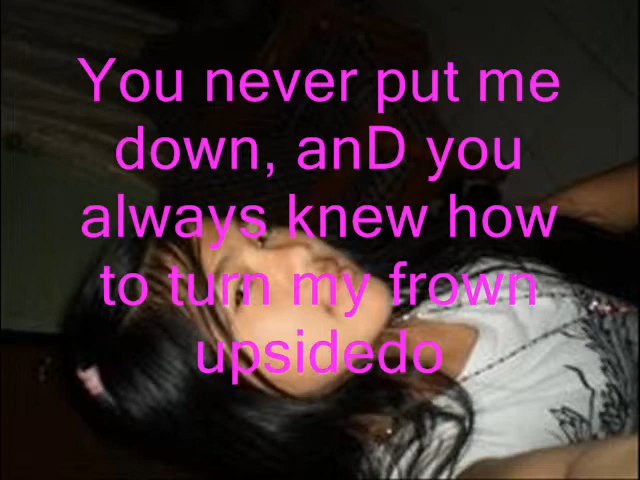 You never put me
down, anD you
always knew how
to turn my frown
upsidedo